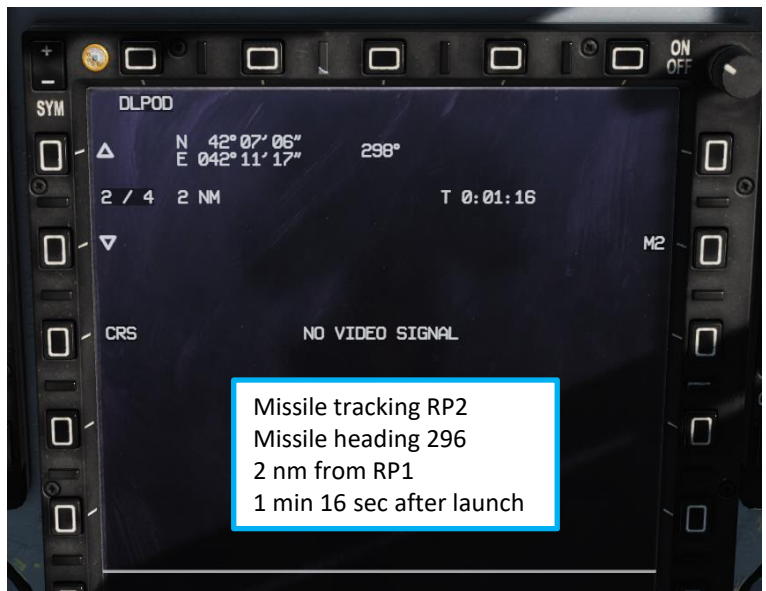 +
−
SYM
ON
OFF
DLPOD
N 42°07'06"
E 042°11'17"
298°
2 / 4 2 NM T 0:01:16
M2
CRS
NO VIDEO SIGNAL
Missile tracking RP2
Missile heading 296
2 nm from RP1
1 min 16 sec after launch